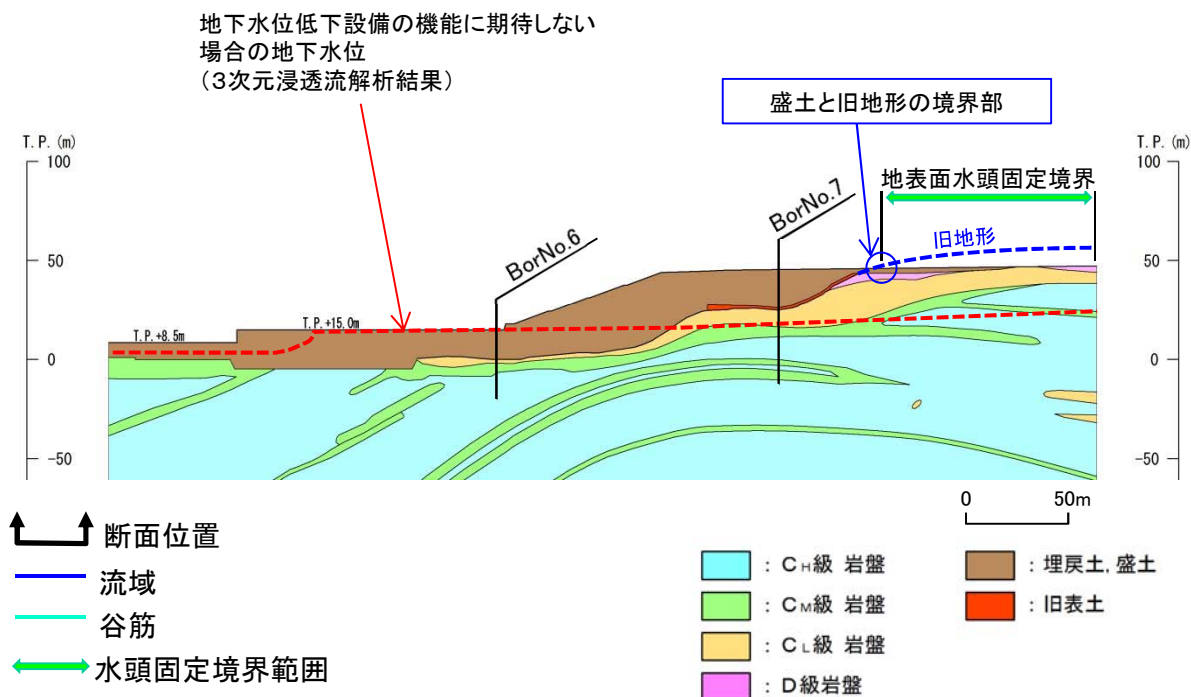 地下水位低下設備の機能に期待しない
場合の地下水位
（３次元浸透流解析結果）
盛土と旧地形の境界部
T.P.(m)
100
50
0
-50
T.P.(m)
100
50
0
-50
地表面水頭固定境界
旧地形
BorNo.6
BorNo.7
T.P.+8.5m
T.P.+15.0m
0 50m
断面位置
流域
谷筋
水頭固定境界範囲
：CH級 岩盤
：CM級 岩盤
：CL級 岩盤
：D級岩盤
：埋戻土,盛土
：旧表土